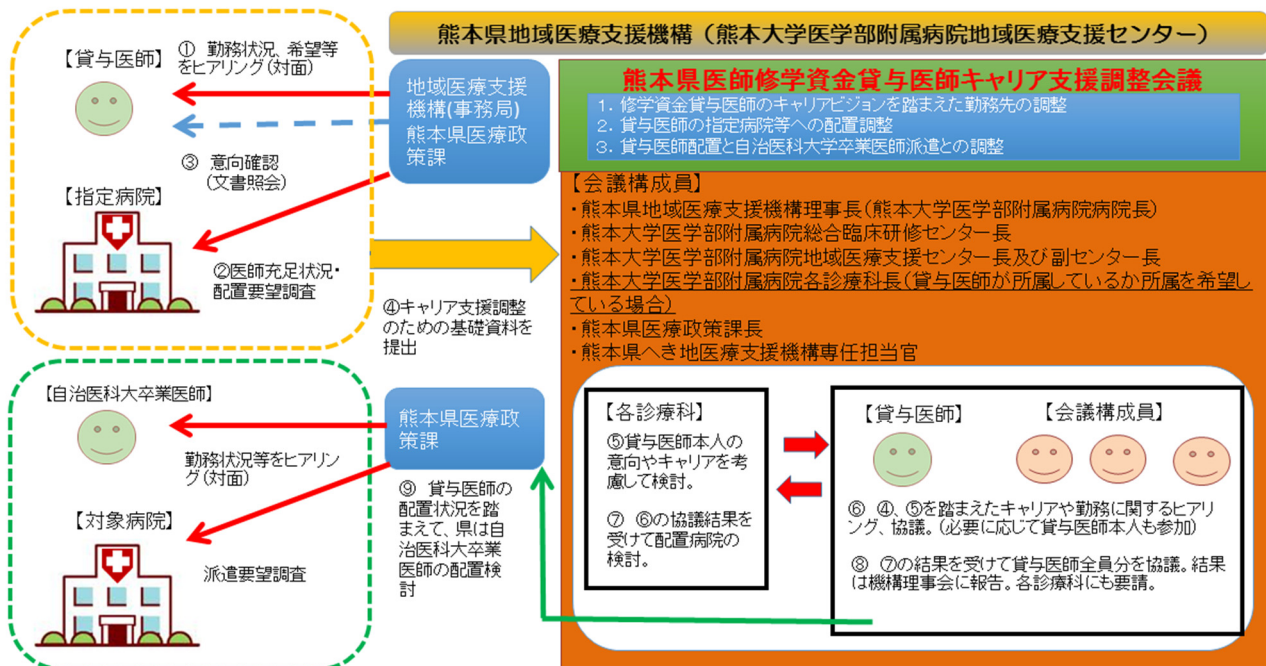 熊本県地域医療支援機構（熊本大学医学部附属病院地域医療支援センター）
【貸与医師】
① 勤務状況、希望等
をヒアリング（対面）
地域医療支援
機構(事務局)
熊本県医療政
策課
③ 意向確認
（文書照会）
【指定病院】
②医師充足状況・
配置要望調査
④キャリア支援調整
のための基礎資料を
提出
熊本県医師修学資金貸与医師キャリア支援調整会議
1. 修学資金貸与医師のキャリアビジョンを踏まえた勤務先の調整
2. 貸与医師の指定病院等への配置調整
3. 貸与医師配置と自治医科大学卒業医師派遣との調整
【会議構成員】
・熊本県地域医療支援機構理事長（熊本大学医学部附属病院病院長）
・熊本大学医学部附属病院総合臨床研修センター長
・熊本大学医学部附属病院地域医療支援センター長及び副センター長
・熊本大学医学部附属病院各診療科長（貸与医師が所属しているか所属を希望し
ている場合）
・熊本県医療政策課長
・熊本県へき地医療支援機構専任担当官
【自治医科大卒業医師】
勤務状況等をヒアリン
グ（対面）
熊本県医療政
策課
【対象病院】
派遣要望調査
⑨ 貸与医師の
配置状況を踏
まえて、県は自
治医科大卒業
医師の配置検
討
【各診療科】
⑤貸与医師本人の
意向やキャリアを考
慮して検討。
⑦ ⑥の協議結果を
受けて配置病院の
検討。
【貸与医師】
【会議構成員】
⑥ ④、⑤を踏まえたキャリアや勤務に関するヒアリ
ング、協議。（必要に応じて貸与医師本人も参加）
⑧ ⑦の結果を受けて貸与医師全員分を協議。結果
は機構理事会に報告。各診療科にも要請。